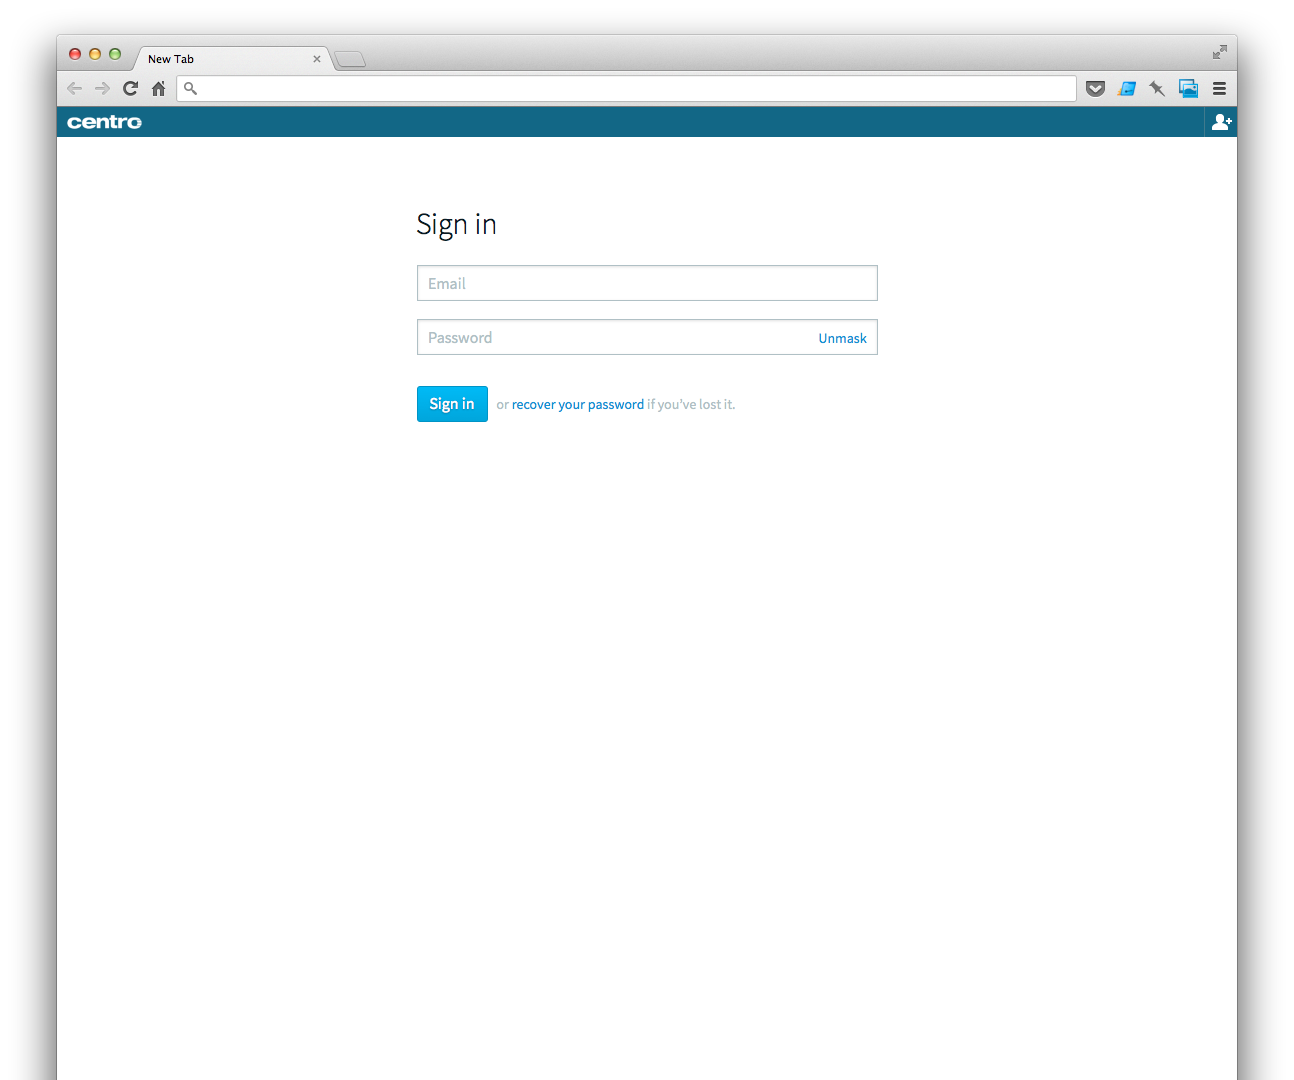 New Tab
centro
Sign in
Email
Password Unmask
Sign in or recover your password if you've lost it.